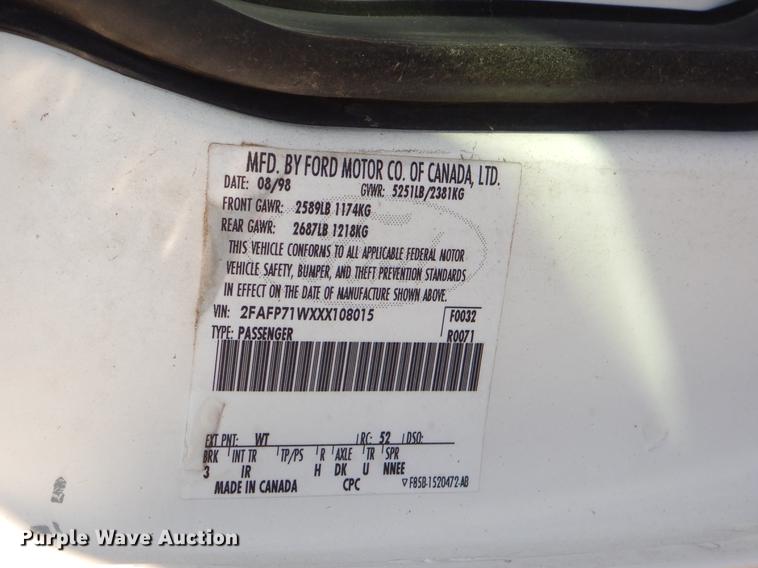 MFD. BY FORD MOTOR CO. OF CANADA, LTD.
DATE: 08/98 GVWR: 5251LB/2381KG
FRONT GAWR: 2589LB 1174KG
REAR GAWR: 2687LB 1218KG
THIS VEHICLE CONFORMS TO ALL APPLICABLE FEDERAL MOTOR
VEHICLE SAFETY, BUMPER, AND THEFT PREVENTION STANDARDS
IN EFFECT ON THE DATE OF MANUFACTURE SHOWN ABOVE.
VIN: 2FAFP71WXXX108015 F0032
TYPE: PASSENGER R0071
EXT PNT: WT RC: 52 DSO:
BRK INT TR TP/PS R AXLE TR SPR
3 IR H DK U NNEE
MADE IN CANADA CPC ▽ F85B-1520472-AB
Purple Wave Auction